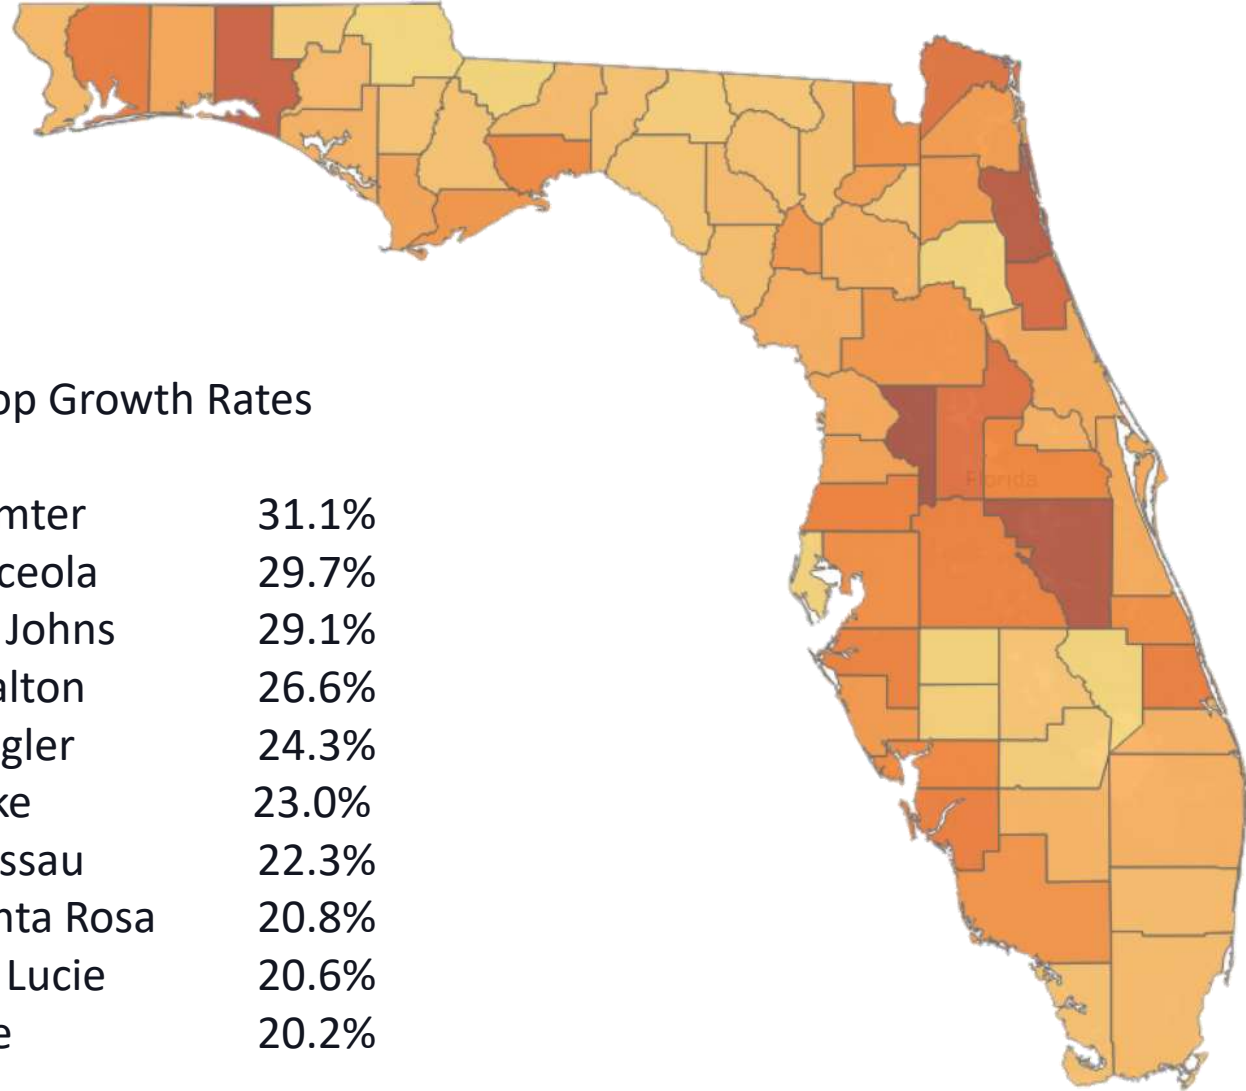 op Growth Rates
mter 31.1%
ceola 29.7%
Johns 29.1%
alton 26.6%
gler 24.3%
ke 23.0%
ssau 22.3%
nta Rosa 20.8%
Lucie 20.6%
e 20.2%
Florida